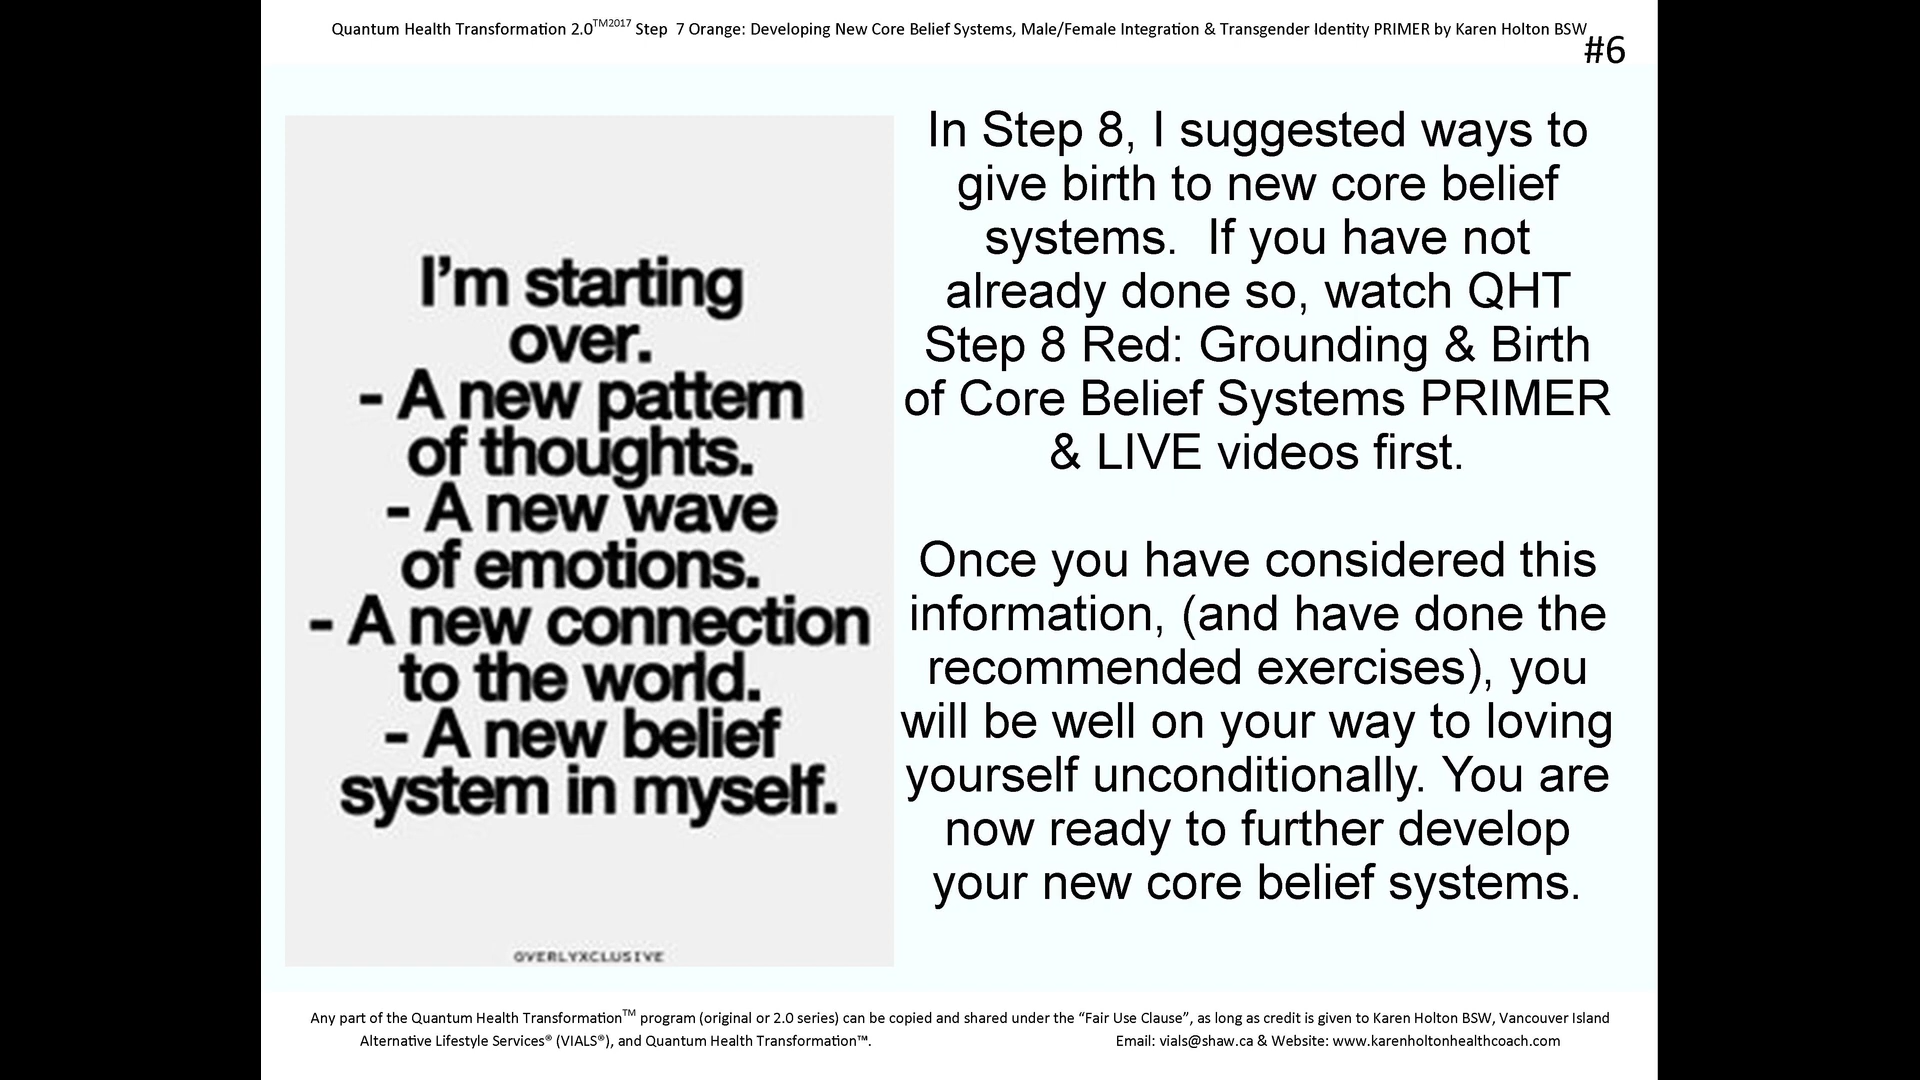 Quantum Health Transformation 2.0TM2017 Step  7 Orange: Developing New Core Belief Systems, Male/Female Integration & Transgender Identity PRIMER by Karen Holton BSW
#6
I'm starting
over.
- A new pattern
of thoughts.
- A new wave
of emotions.
- A new connection
to the world.
- A new belief
system in myself.
OVERLYXCLUSIVE
In Step 8, I suggested ways to
give birth to new core belief
systems.  If you have not
already done so, watch QHT
Step 8 Red: Grounding & Birth
of Core Belief Systems PRIMER
& LIVE videos first.
Once you have considered this
information, (and have done the
recommended exercises), you
will be well on your way to loving
yourself unconditionally. You are
now ready to further develop
your new core belief systems.
Any part of the Quantum Health Transformation™ program (original or 2.0 series) can be copied and shared under the “Fair Use Clause”, as long as credit is given to Karen Holton BSW, Vancouver Island
Alternative Lifestyle Services® (VIALS®), and Quantum Health Transformation™.
Email: vials@shaw.ca & Website: www.karenholtonhealthcoach.com